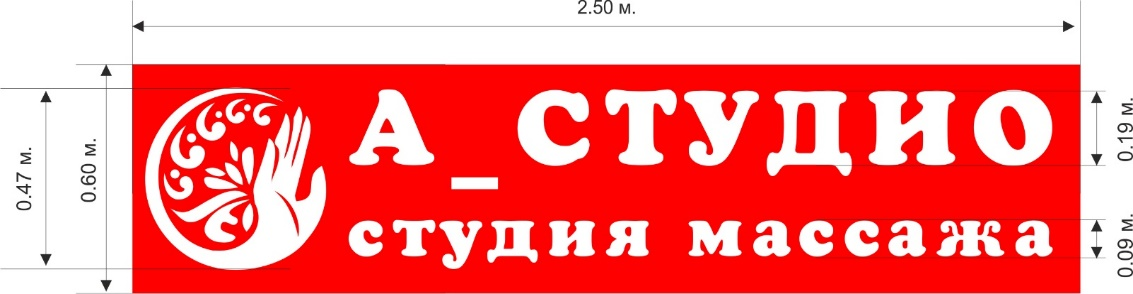 2.50 м.
А_СТУДИО
студия массажа
0.47 м.
0.60 м.
0.19 м.
0.09 м.